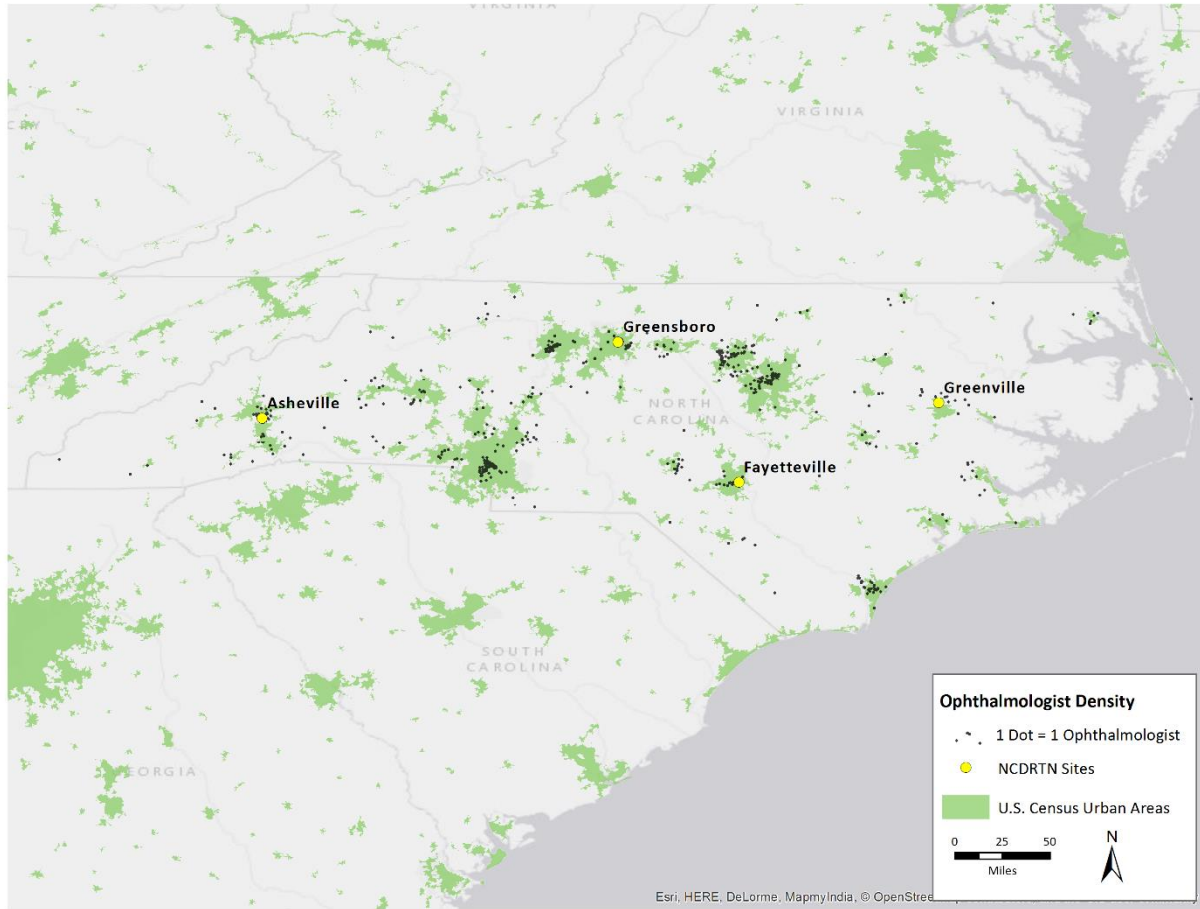 VIRGINIA
VIRGINIA
Greensboro
Greenville
Asheville
NORTH
CAROLINA
Fayetteville
SOUTH
CAROLINA
Ophthalmologist Density
1 Dot = 1 Ophthalmologist
NCDRTN Sites
U.S. Census Urban Areas
0 25 50
Miles
N
GEORGIA
Esri, HERE, DeLorme, MapmyIndia, © OpenStree